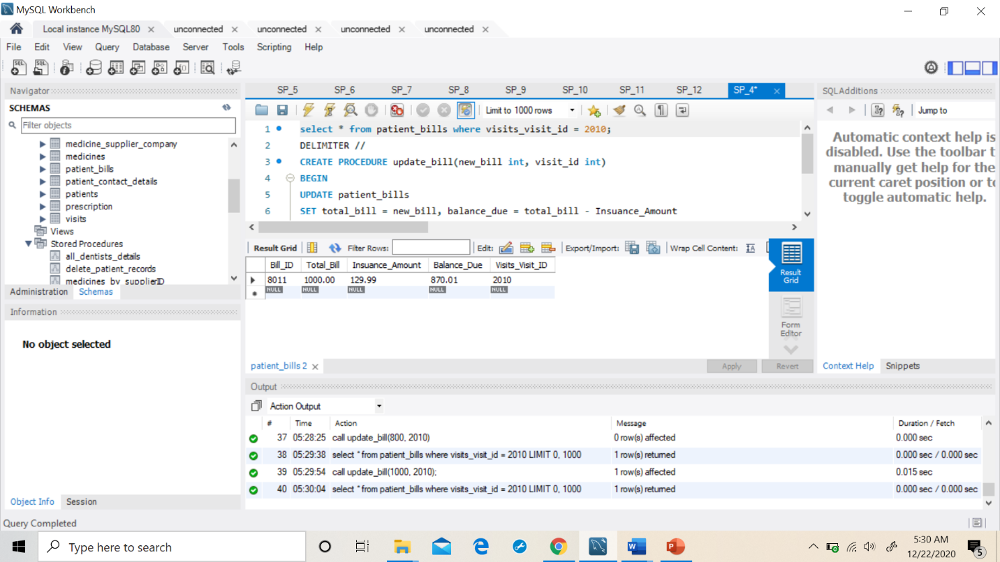 MySQL Workbench
Local instance MySQL80 unconnected unconnected unconnected unconnected
File Edit View Query Database Server Tools Scripting Help
Navigator
SCHEMAS
Filter objects
medicine_supplier_company
medicines
patient_bills
patient_contact_details
patients
prescription
visits
Views
Stored Procedures
all_dentists_details
delete_patient_records
medicines_by_supplierID
Administration Schemas
Information
No object selected
Object Info Session
SP_5 SP_6 SP_7 SP_8 SP_9 SP_10 SP_11 SP_12 SP_4*
Limit to 1000 rows
1 select * from patient_bills where visits_visit_id = 2010;
2 DELIMITER //
3 CREATE PROCEDURE update_bill(new_bill int, visit_id int)
4 BEGIN
5 UPDATE patient_bills
6 SET total_bill = new_bill, balance_due = total_bill - Insuance_Amount
Result Grid Filter Rows: Edit: Export/Import: Wrap Cell Content: IA
Bill_ID Total_Bill Insuance_Amount Balance_Due Visits_Visit_ID
8011 1000.00 129.99 870.01 2010
NULL NULL NULL NULL NULL
Result
Grid
Form
Editor
patient_bills 2 Apply Revert
SQLAdditions
Jump to
Automatic context help is
disabled. Use the toolbar t
manually get help for the
current caret position or to
toggle automatic help.
Context Help Snippets
Output
Action Output
# Time Action Message Duration / Fetch
37 05:28:25 call update_bill(800, 2010) 0 row(s) affected 0.000 sec
38 05:29:38 select * from patient_bills where visits_visit_id = 2010 LIMIT 0, 1000 1 row(s) returned 0.000 sec / 0.000 sec
39 05:29:54 call update_bill(1000, 2010); 1 row(s) affected 0.015 sec
40 05:30:04 select * from patient_bills where visits_visit_id = 2010 LIMIT 0, 1000 1 row(s) returned 0.000 sec / 0.000 sec
Query Completed
Type here to search
5:30 AM
12/22/2020
5